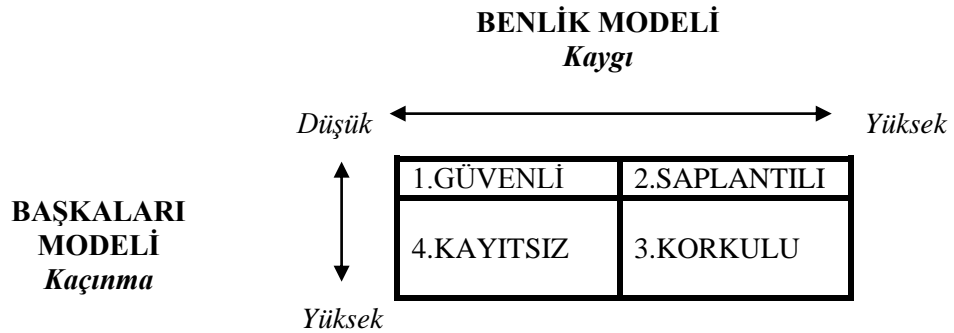 BENLİK MODELİ
Kaygı
Düşük Yüksek
1.GÜVENLİ 2.SAPLANTILI
BAŞKALARI
MODELİ
Kaçınma
4.KAYITSIZ 3.KORKULU
Yüksek